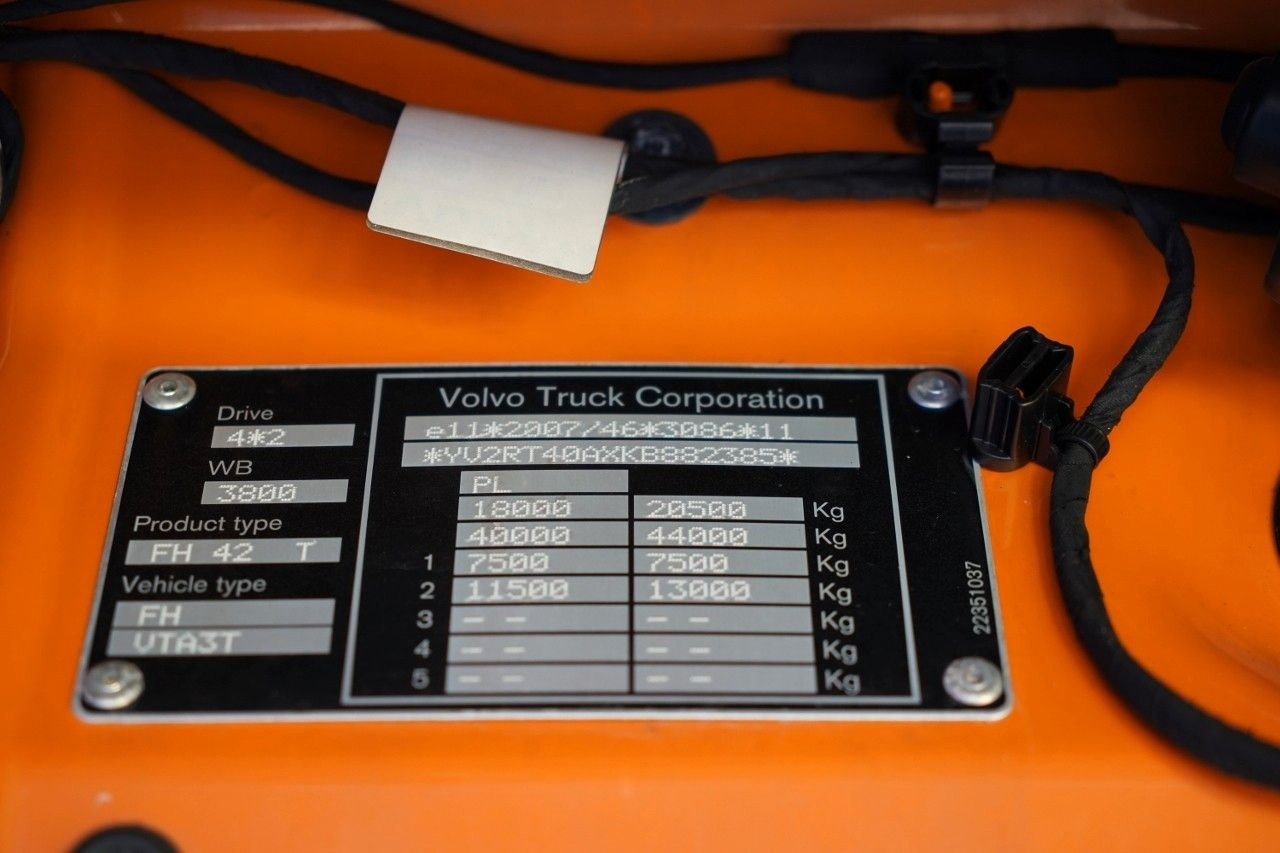 Drive
4*2
WB
3800
Product type
FH 42 T
Vehicle type
FH
VTA3T
Volvo Truck Corporation
e11*2007/46*3086*11
*YV2RT40AXKB882385*
PL
18000 20500 Kg
40000 44000 Kg
1 7500 7500 Kg
2 11500 13000 Kg
3 -- -- Kg
4 -- -- Kg
5 -- -- Kg
22351037